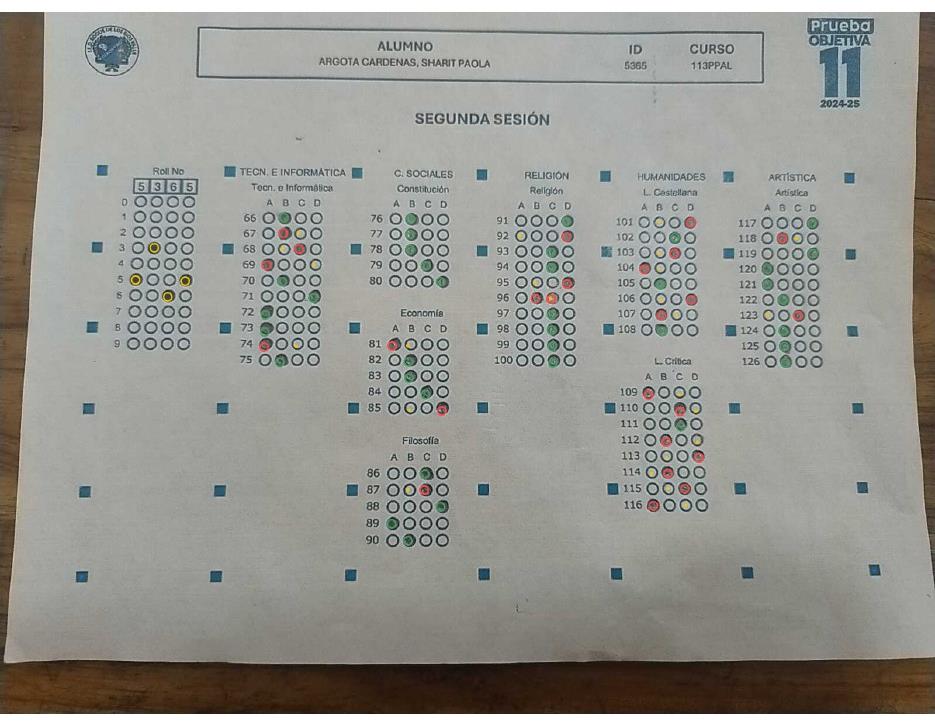 ALUMNO
ARGOTA CARDENAS, SHARIT PAOLA
ID
5365
CURSO
113PPAL
Prueba
OBJETIVA
11
2024-25
SEGUNDA SESIÓN
Roll No
5 3 6 5
0
1
2
3
4
5
6
7
8
9
TECN. E INFORMÁTICA
Tecn. e Informática
A B C D
66
67
68
69
70
71
72
73
74
75
C. SOCIALES
Constitución
A B C D
76
77
78
79
80
Economía
A B C D
81
82
83
84
85
Filosofía
A B C D
86
87
88
89
90
RELIGIÓN
Religión
A B C D
91
92
93
94
95
96
97
98
99
100
HUMANIDADES
L. Castellana
A B C D
101
102
103
104
105
106
107
108
L. Crítica
A B C D
109
110
111
112
113
114
115
116
ARTÍSTICA
Artística
A B C D
117
118
119
120
121
122
123
124
125
126